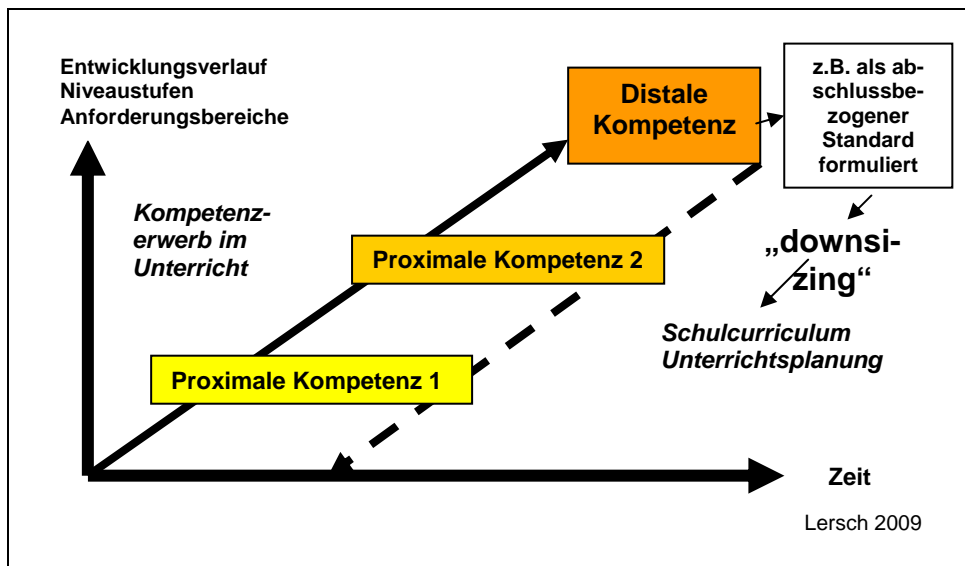 Entwicklungsverlauf
Niveaustufen
Anforderungsbereiche
Distale
Kompetenz
z.B. als ab-
schlussbe-
zogener
Standard
formuliert
Kompetenz-
erwerb im
Unterricht
Proximale Kompetenz 2
„downsi-
zing“
Schulcurriculum
Unterrichtsplanung
Proximale Kompetenz 1
Zeit
Lersch 2009